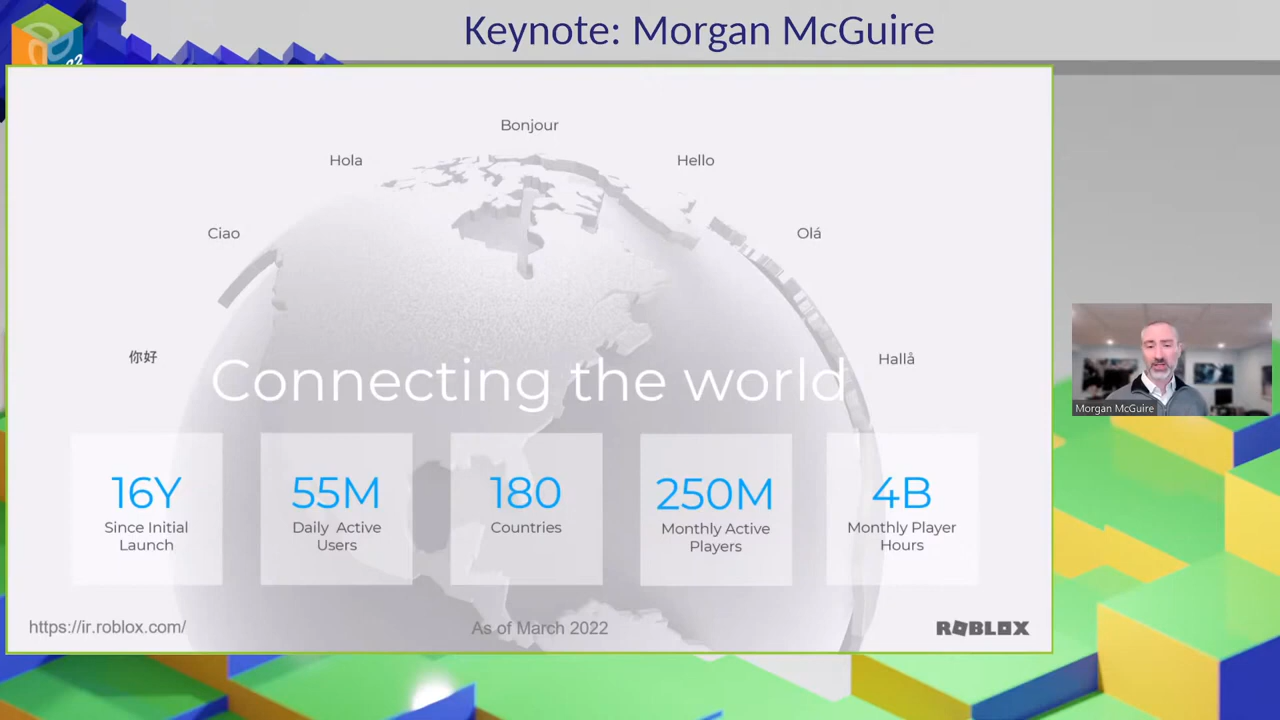 Keynote: Morgan McGuire
Bonjour
Hola
Hello
Ciao
Olá
你好
Hallå
Connecting the world
16Y
Since Initial
Launch
55M
Daily Active
Users
180
Countries
250M
Monthly Active
Players
4B
Monthly Player
Hours
https://ir.roblox.com/
As of March 2022
ROBLOX
Morgan McGuire